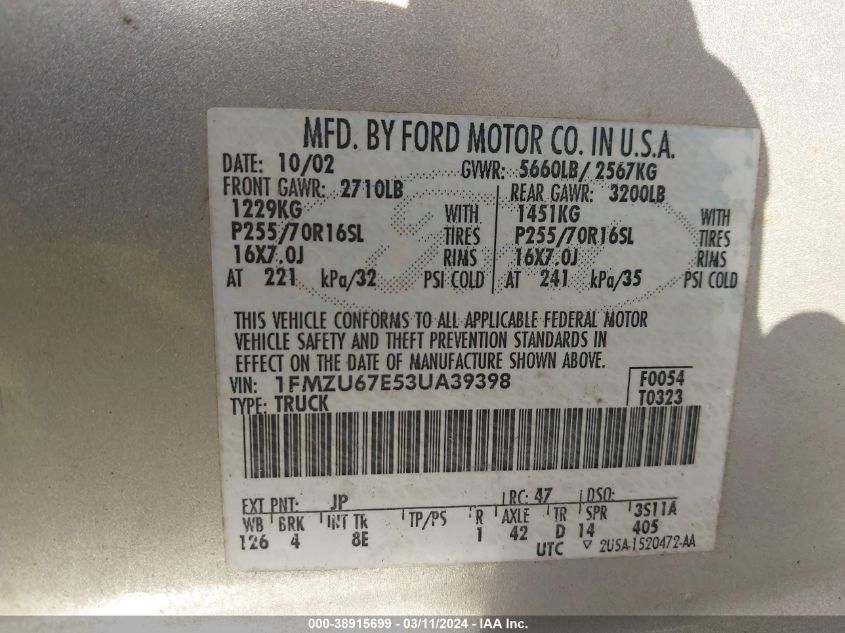 MFD. BY FORD MOTOR CO. IN U.S.A.
DATE: 10/02 GVWR: 5660LB/ 2567KG
FRONT GAWR: 2710LB REAR GAWR: 3200LB
1229KG WITH 1451KG WITH
P255/70R16SL TIRES P255/70R16SL TIRES
16X7.0J RIMS 16X7.0J RIMS
AT 221 kPa/32 PSI COLD AT 241 kPa/35 PSI COLD
THIS VEHICLE CONFORMS TO ALL APPLICABLE FEDERAL MOTOR
VEHICLE SAFETY AND THEFT PREVENTION STANDARDS IN
EFFECT ON THE DATE OF MANUFACTURE SHOWN ABOVE.
VIN: 1FMZU67E53UA39398 F0054
TYPE: TRUCK T0323
EXT PNT: JP RC: 47 DSO:
WB BRK INT TR TP/PS R AXLE TR SPR 3S11A
126 4 8E 1 42 D 14 405
UTC ▽ 2U5A-1520472-AA
000-38915699 - 03/11/2024 - IAA Inc.